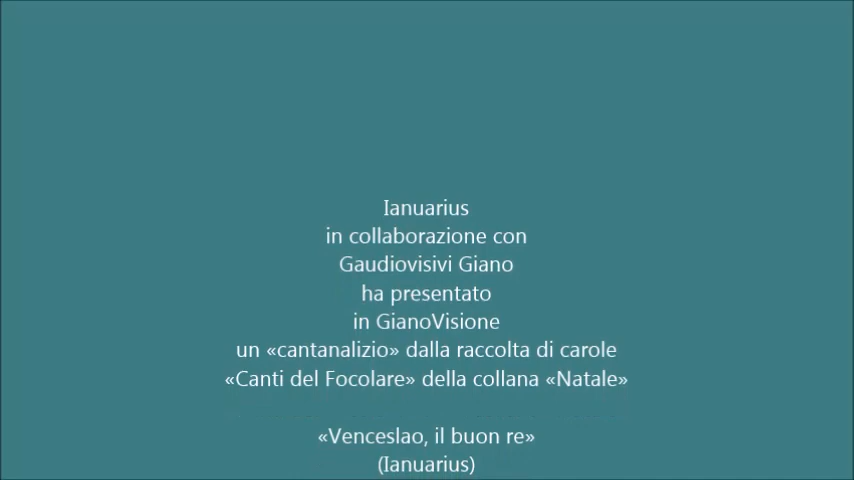 Ianuarius
in collaborazione con
Gaudiovisivi Giano
ha presentato
in GianoVisione
un «cantanalizio» dalla raccolta di carole
«Canti del Focolare» della collana «Natale»
«Venceslao, il buon re»
(Ianuarius)